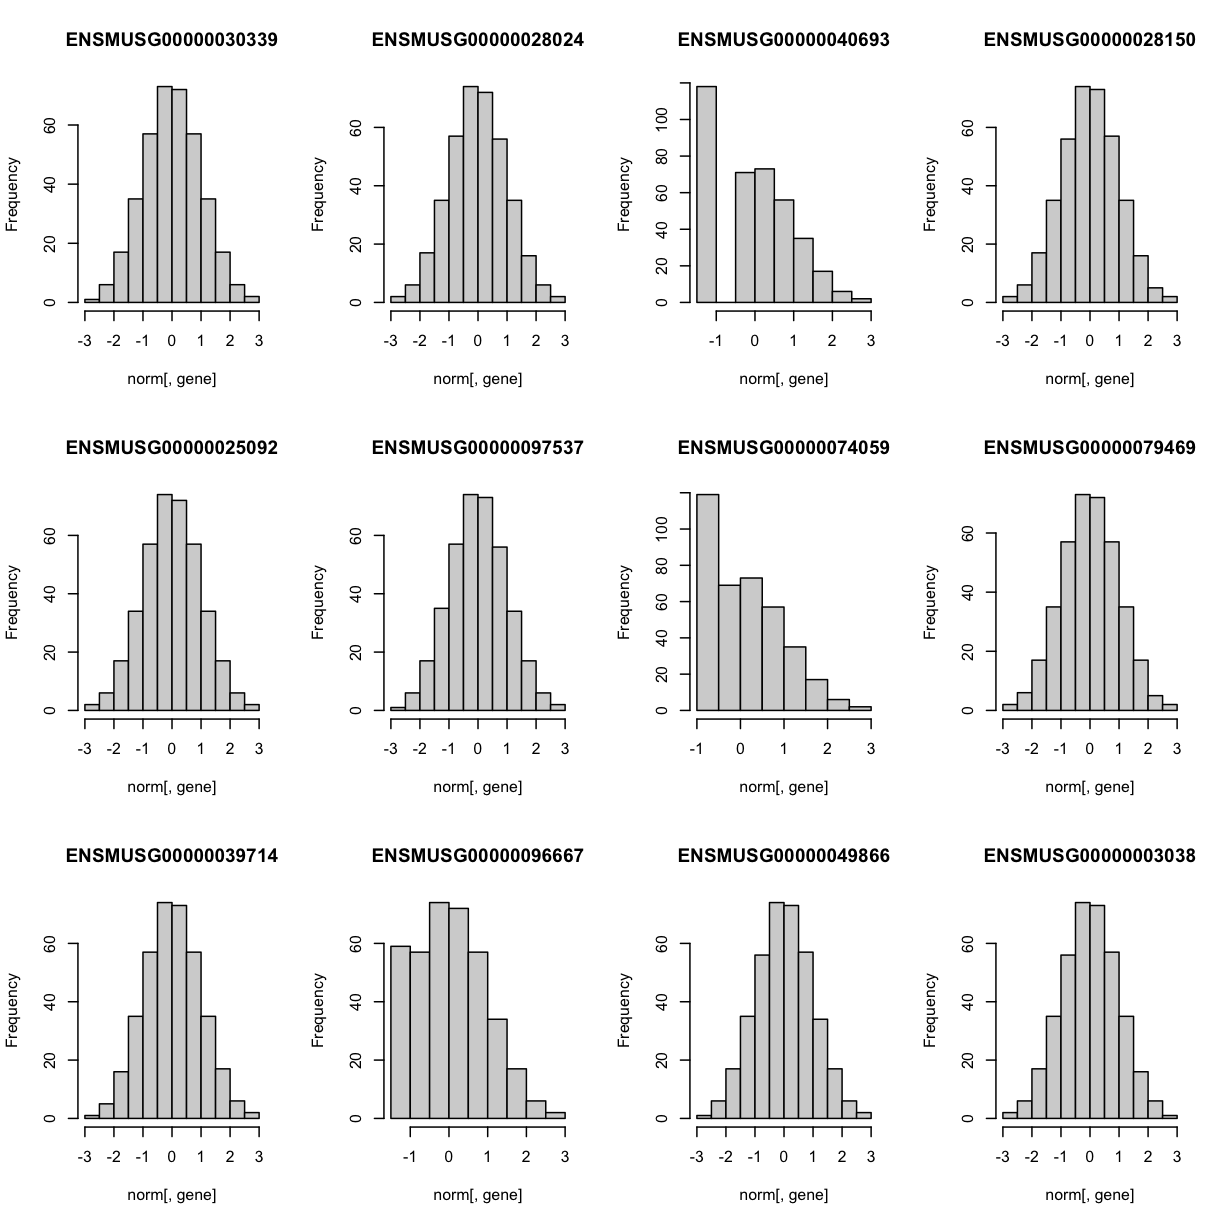 ENSMUSG00000030339 ENSMUSG00000028024 ENSMUSG00000040693 ENSMUSG00000028150
Frequency Frequency Frequency Frequency
0 20 40 60
0 20 40 60
0 20 40 60 80 100
0 20 40 60
-3 -2 -1 0 1 2 3
-3 -2 -1 0 1 2 3
-1 0 1 2 3
-3 -2 -1 0 1 2 3
norm[, gene] norm[, gene] norm[, gene] norm[, gene]
ENSMUSG00000025092 ENSMUSG00000097537 ENSMUSG00000074059 ENSMUSG00000079469
Frequency Frequency Frequency Frequency
0 20 40 60
0 20 40 60
0 20 40 60 80 100
0 20 40 60
-3 -2 -1 0 1 2 3
-3 -2 -1 0 1 2 3
-1 0 1 2 3
-3 -2 -1 0 1 2 3
norm[, gene] norm[, gene] norm[, gene] norm[, gene]
ENSMUSG00000039714 ENSMUSG00000096667 ENSMUSG00000049866 ENSMUSG00000003038
Frequency Frequency Frequency Frequency
0 20 40 60
0 20 40 60
0 20 40 60
0 20 40 60
-3 -2 -1 0 1 2 3
-1 0 1 2 3
-3 -2 -1 0 1 2 3
-3 -2 -1 0 1 2 3
norm[, gene] norm[, gene] norm[, gene] norm[, gene]